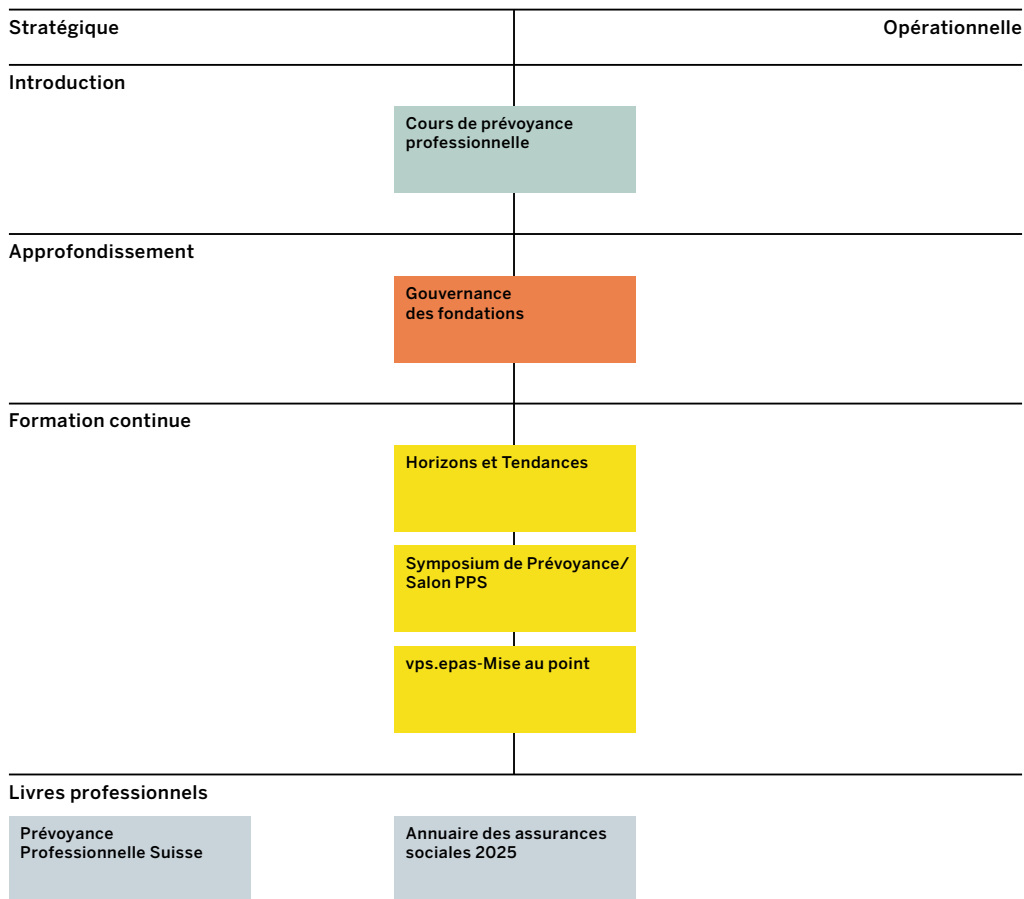 Stratégique
Opérationnelle
Introduction
Cours de prévoyance
professionnelle
Approfondissement
Gouvernance
des fondations
Formation continue
Horizons et Tendances
Symposium de Prévoyance/
Salon PPS
vps.epas-Mise au point
Livres professionnels
Prévoyance
Professionnelle Suisse
Annuaire des assurances
sociales 2025